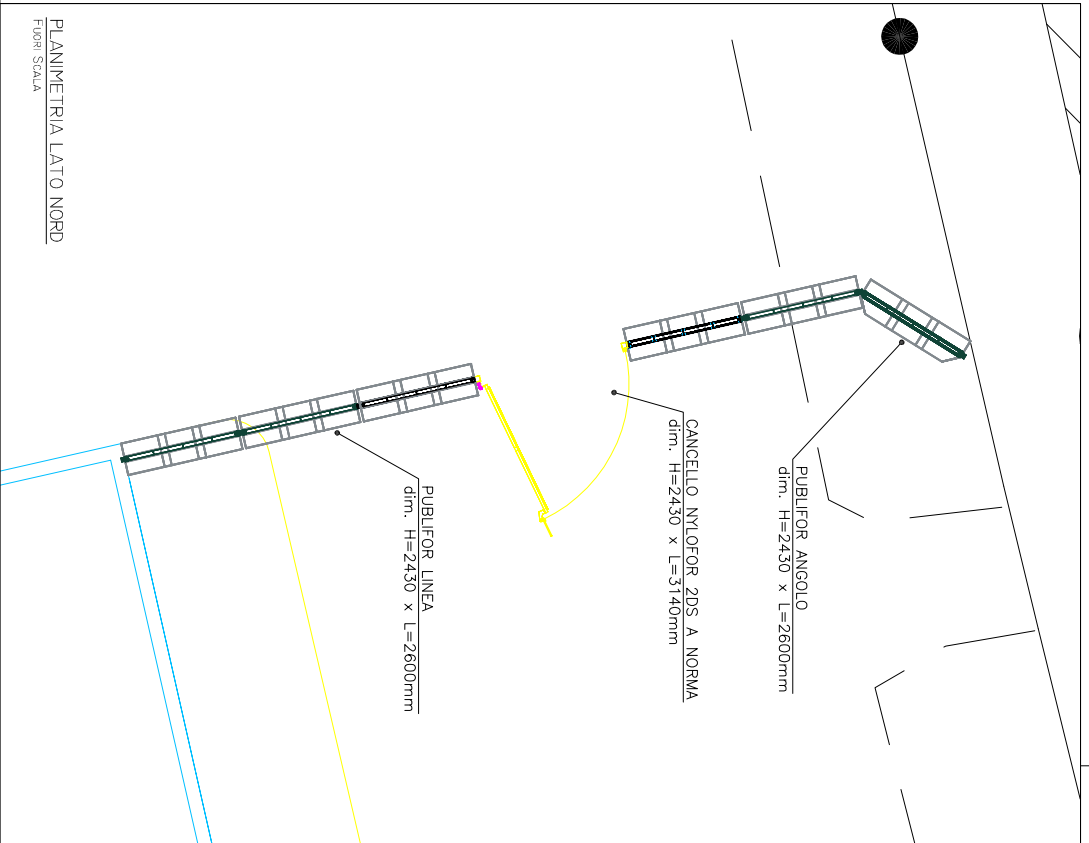 PUBLIFOR ANGOLO
dim. H=2430 x L=2600mm
CANCELLO NYLOFOR 2DS A NORMA
dim. H=2430 x L=3140mm
PUBLIFOR LINEA
dim. H=2430 x L=2600mm
PLANIMETRIA LATO NORD
FUORI SCALA